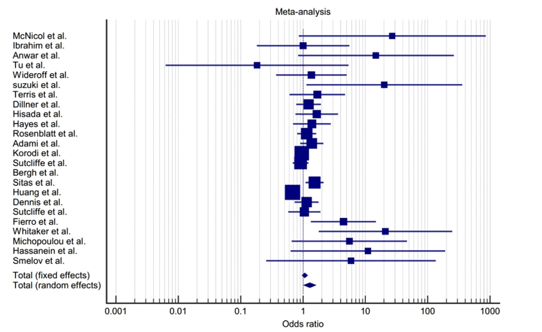 Meta-analysis
McNicol et al.
Ibrahim et al.
Anwar et al.
Tu et al.
Wideroff et al.
suzuki et al.
Terris et al.
Dillner et al.
Hisada et al.
Hayes et al.
Rosenblatt et al.
Adami et al.
Korodi et al.
Sutcliffe et al.
Bergh et al.
Sitas et al.
Huang et al.
Dennis et al.
Sutcliffe et al.
Fierro et al.
Whitaker et al.
Michopoulou et al.
Hassanein et al.
Smelov et al.
Total (fixed effects)
Total (random effects)
0.001 0.01 0.1 1 10 100 1000
Odds ratio